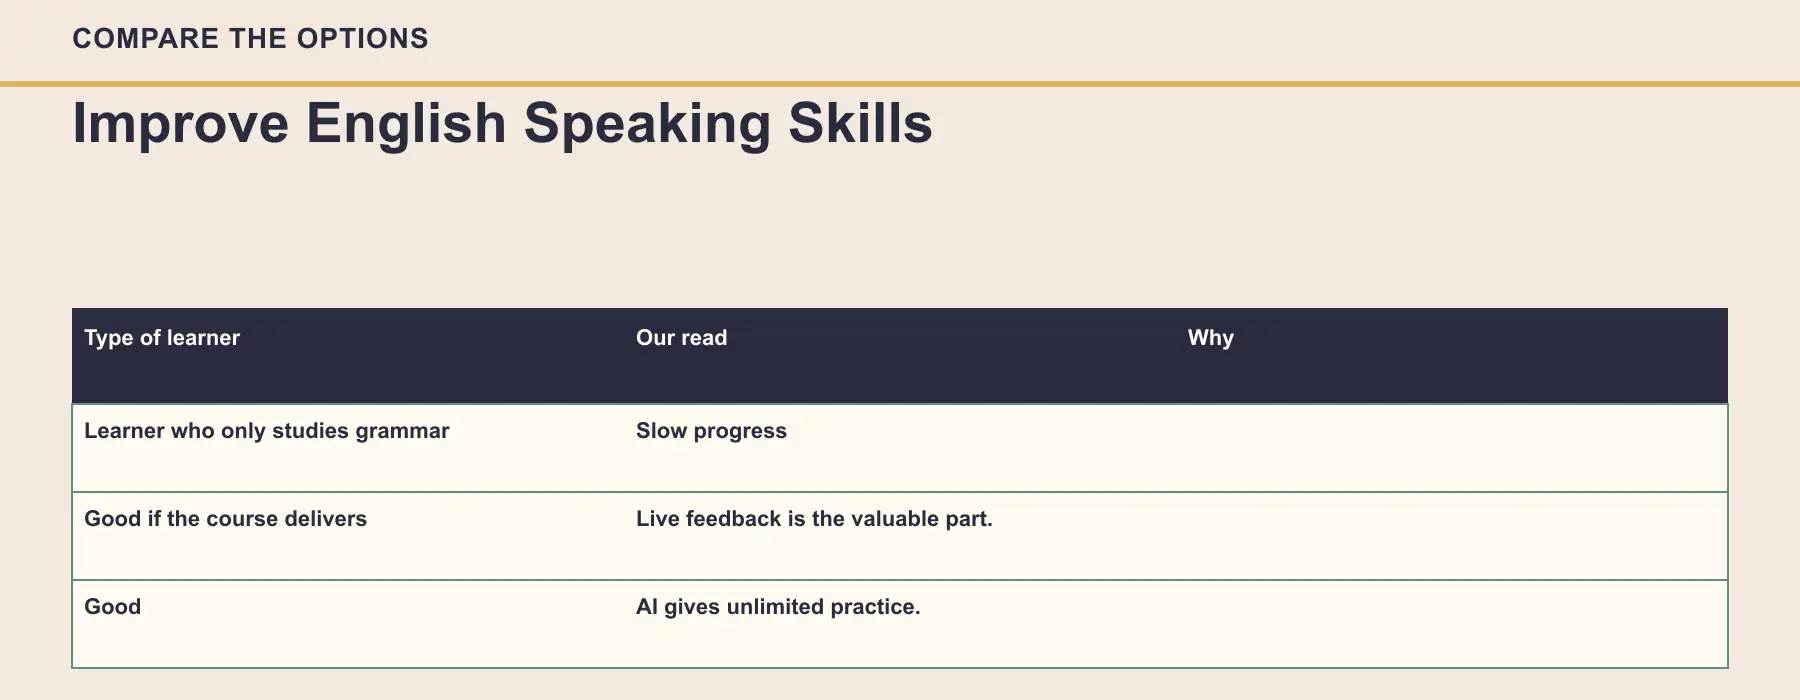 COMPARE THE OPTIONS
Improve English Speaking Skills
Type of learner Our read Why
Learner who only studies grammar Slow progress
Good if the course delivers Live feedback is the valuable part.
Good AI gives unlimited practice.